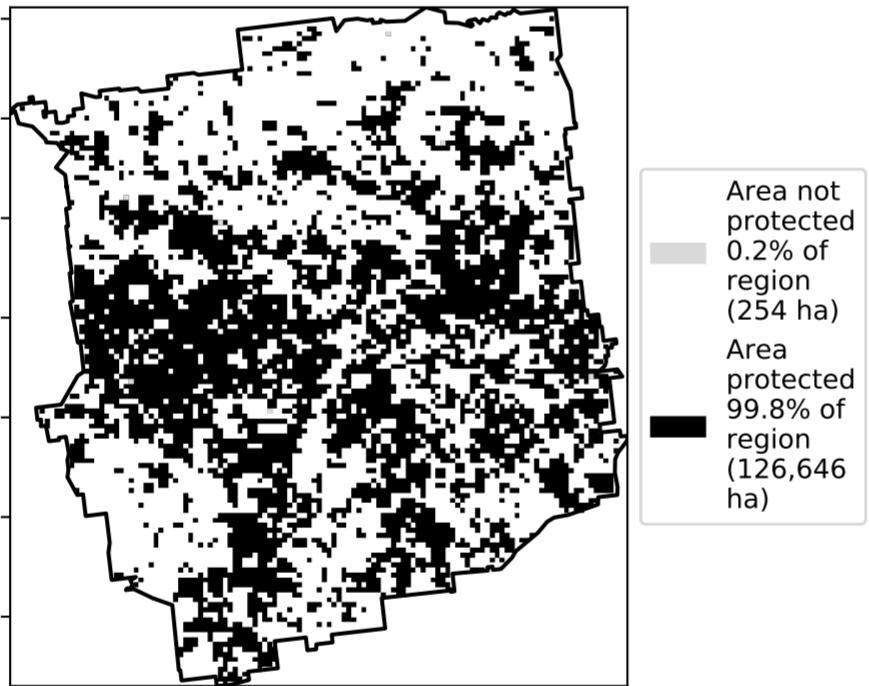 Area not
protected
0.2% of
region
(254 ha)
Area
protected
99.8% of
region
(126,646
ha)